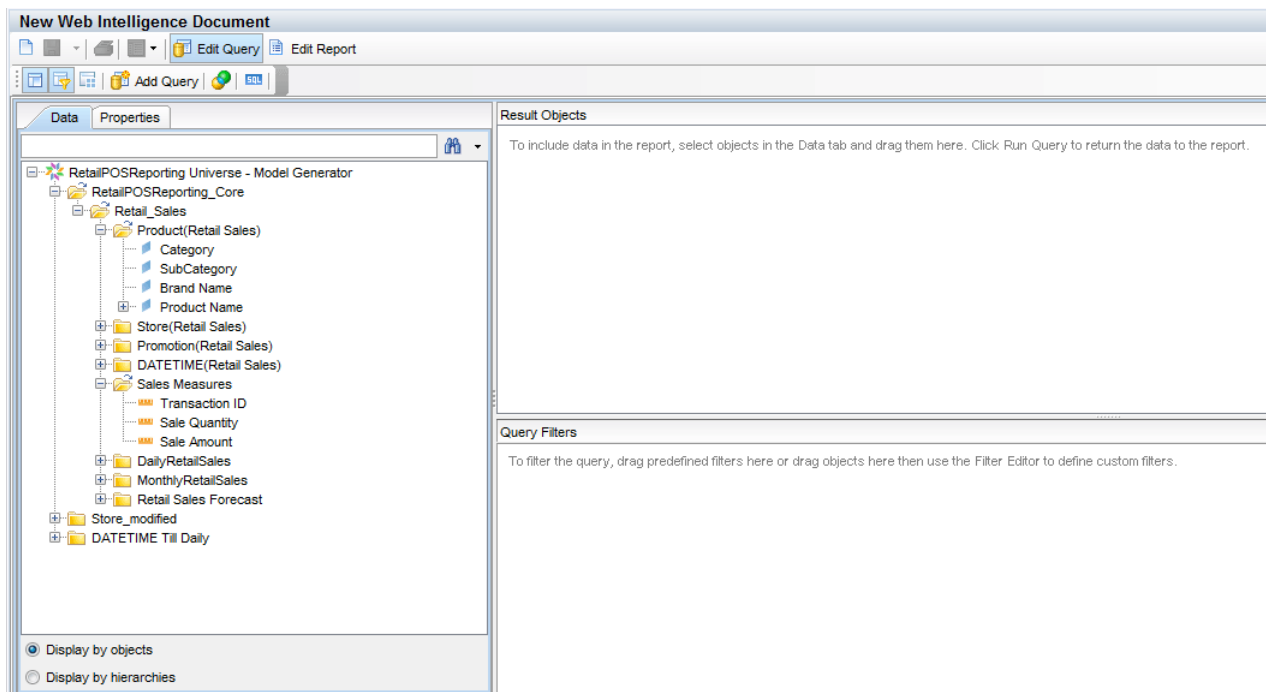 New Web Intelligence Document
Edit Query Edit Report
Add Query SQL
Data Properties
RetailPOSReporting Universe - Model Generator
RetailPOSReporting_Core
Retail_Sales
Product(Retail Sales)
Category
SubCategory
Brand Name
Product Name
Store(Retail Sales)
Promotion(Retail Sales)
DATETIME(Retail Sales)
Sales Measures
Transaction ID
Sale Quantity
Sale Amount
DailyRetailSales
MonthlyRetailSales
Retail Sales Forecast
Store_modified
DATETIME Till Daily
Display by objects
Display by hierarchies
Result Objects
To include data in the report, select objects in the Data tab and drag them here. Click Run Query to return the data to the report.
Query Filters
To filter the query, drag predefined filters here or drag objects here then use the Filter Editor to define custom filters.